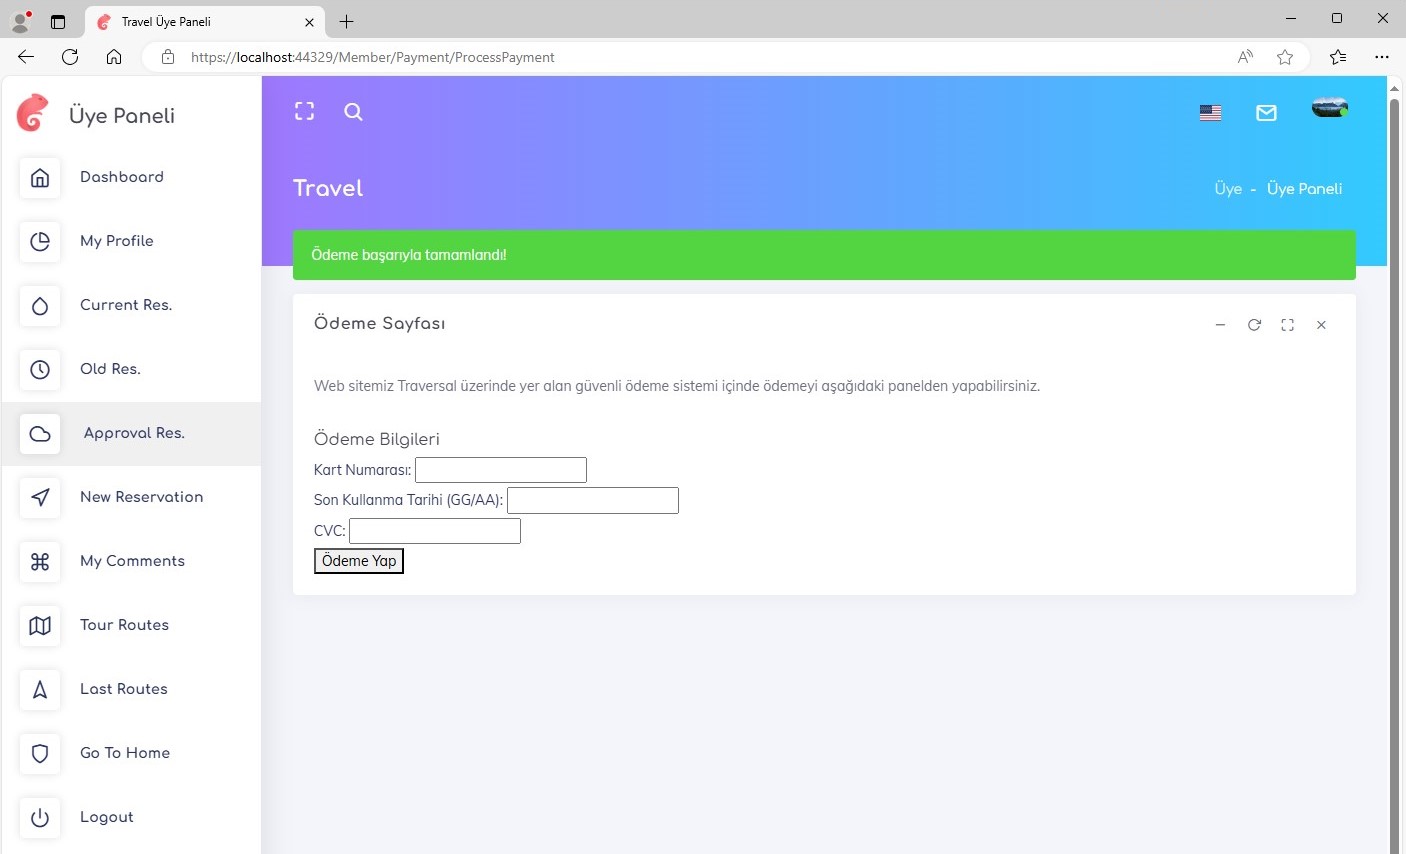 Travel Üye Paneli
https://localhost:44329/Member/Payment/ProcessPayment
Üye Paneli
Dashboard
My Profile
Current Res.
Old Res.
Approval Res.
New Reservation
My Comments
Tour Routes
Last Routes
Go To Home
Logout
Travel
Üye - Üye Paneli
Ödeme başarıyla tamamlandı!
Ödeme Sayfası
Web sitemiz Traversal üzerinde yer alan güvenli ödeme sistemi içinde ödemeyi aşağıdaki panelden yapabilirsiniz.
Ödeme Bilgileri
Kart Numarası:
Son Kullanma Tarihi (GG/AA):
CVC:
Ödeme Yap